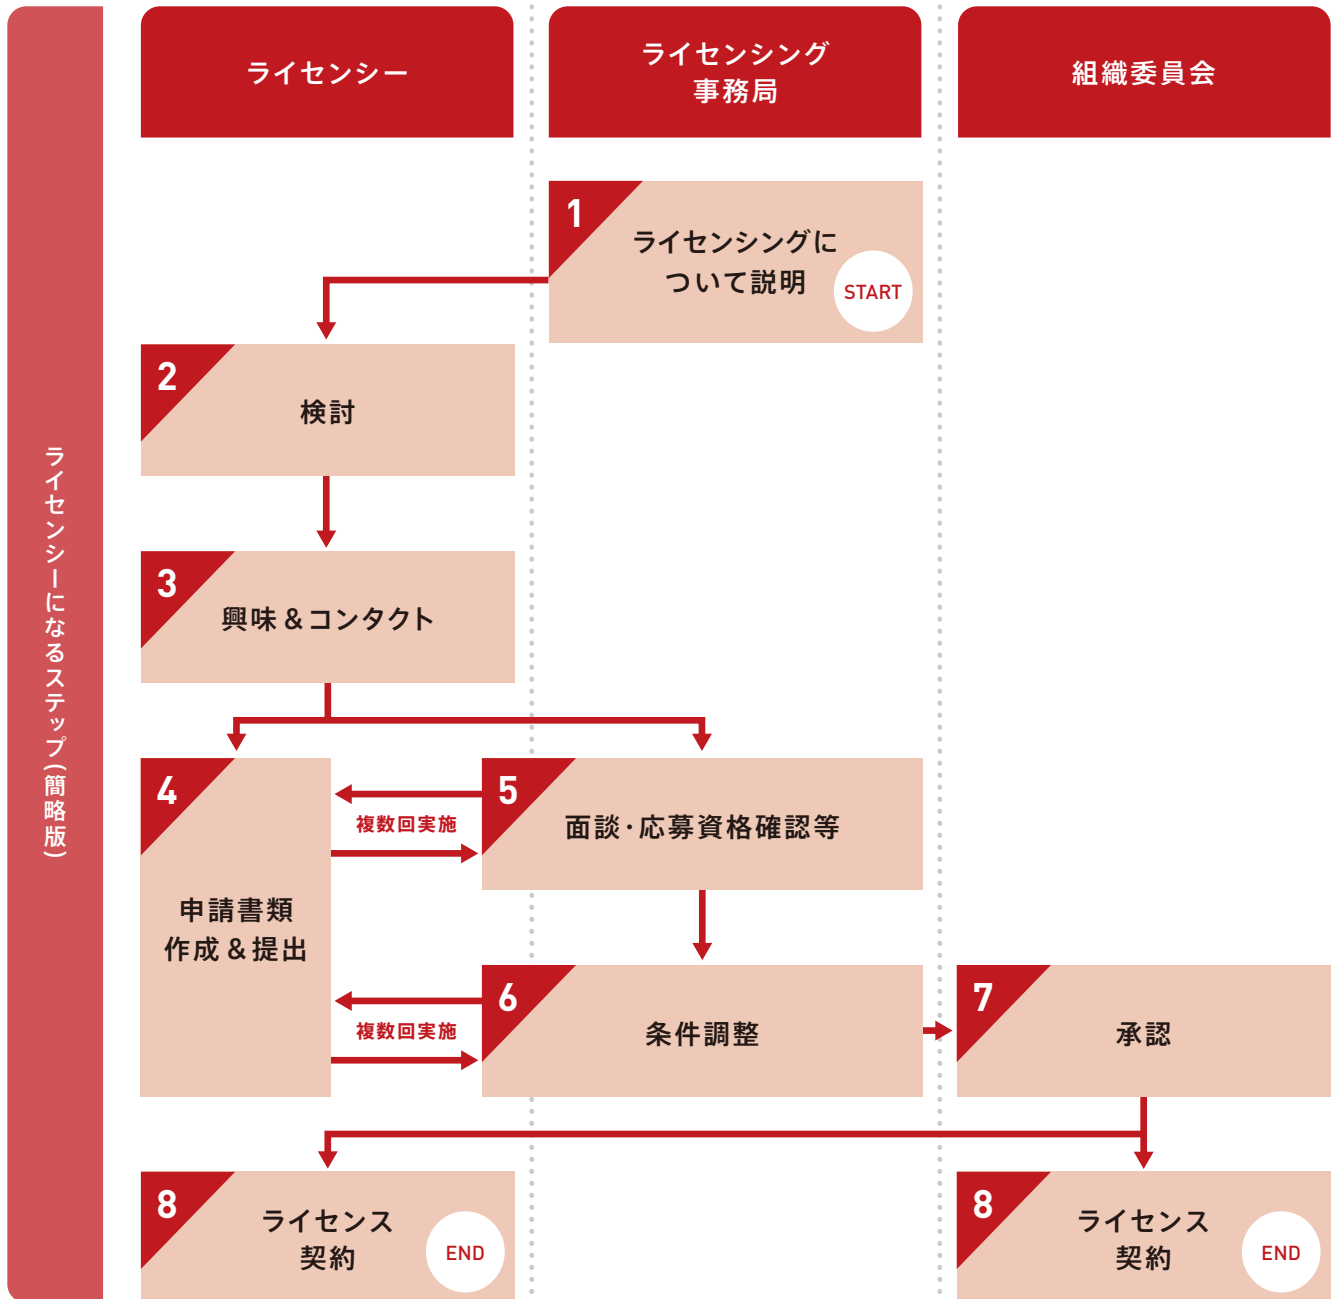 ライセンシーになるステップ(簡略版)
ライセンシー
ライセンシング
事務局
組織委員会
1
ライセンシングに
ついて説明
START
2
検討
3
興味&コンタクト
4
申請書類
作成&提出
複数回実施
5
面談・応募資格確認等
複数回実施
6
条件調整
7
承認
8
ライセンス
契約
END
8
ライセンス
契約
END